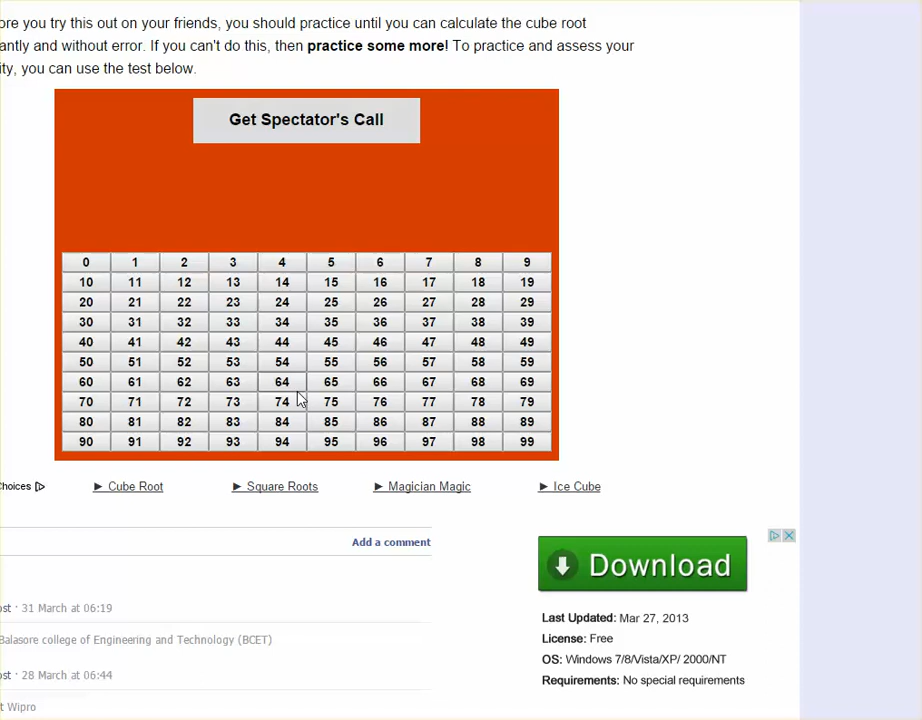 ore you try this out on your friends, you should practice until you can calculate the cube root
antly and without error. If you can't do this, then practice some more! To practice and assess your
ity, you can use the test below.
Get Spectator's Call
0 1 2 3 4 5 6 7 8 9
10 11 12 13 14 15 16 17 18 19
20 21 22 23 24 25 26 27 28 29
30 31 32 33 34 35 36 37 38 39
40 41 42 43 44 45 46 47 48 49
50 51 52 53 54 55 56 57 58 59
60 61 62 63 64 65 66 67 68 69
70 71 72 73 74 75 76 77 78 79
80 81 82 83 84 85 86 87 88 89
90 91 92 93 94 95 96 97 98 99
hoices ► Cube Root ► Square Roots ► Magician Magic ► Ice Cube
Add a comment
Download
ost · 31 March at 06:19
Last Updated: Mar 27, 2013
License: Free
Balasore college of Engineering and Technology (BCET)
OS: Windows 7/8/Vista/XP/ 2000/NT
ost · 28 March at 06:44
Requirements: No special requirements
t Wipro